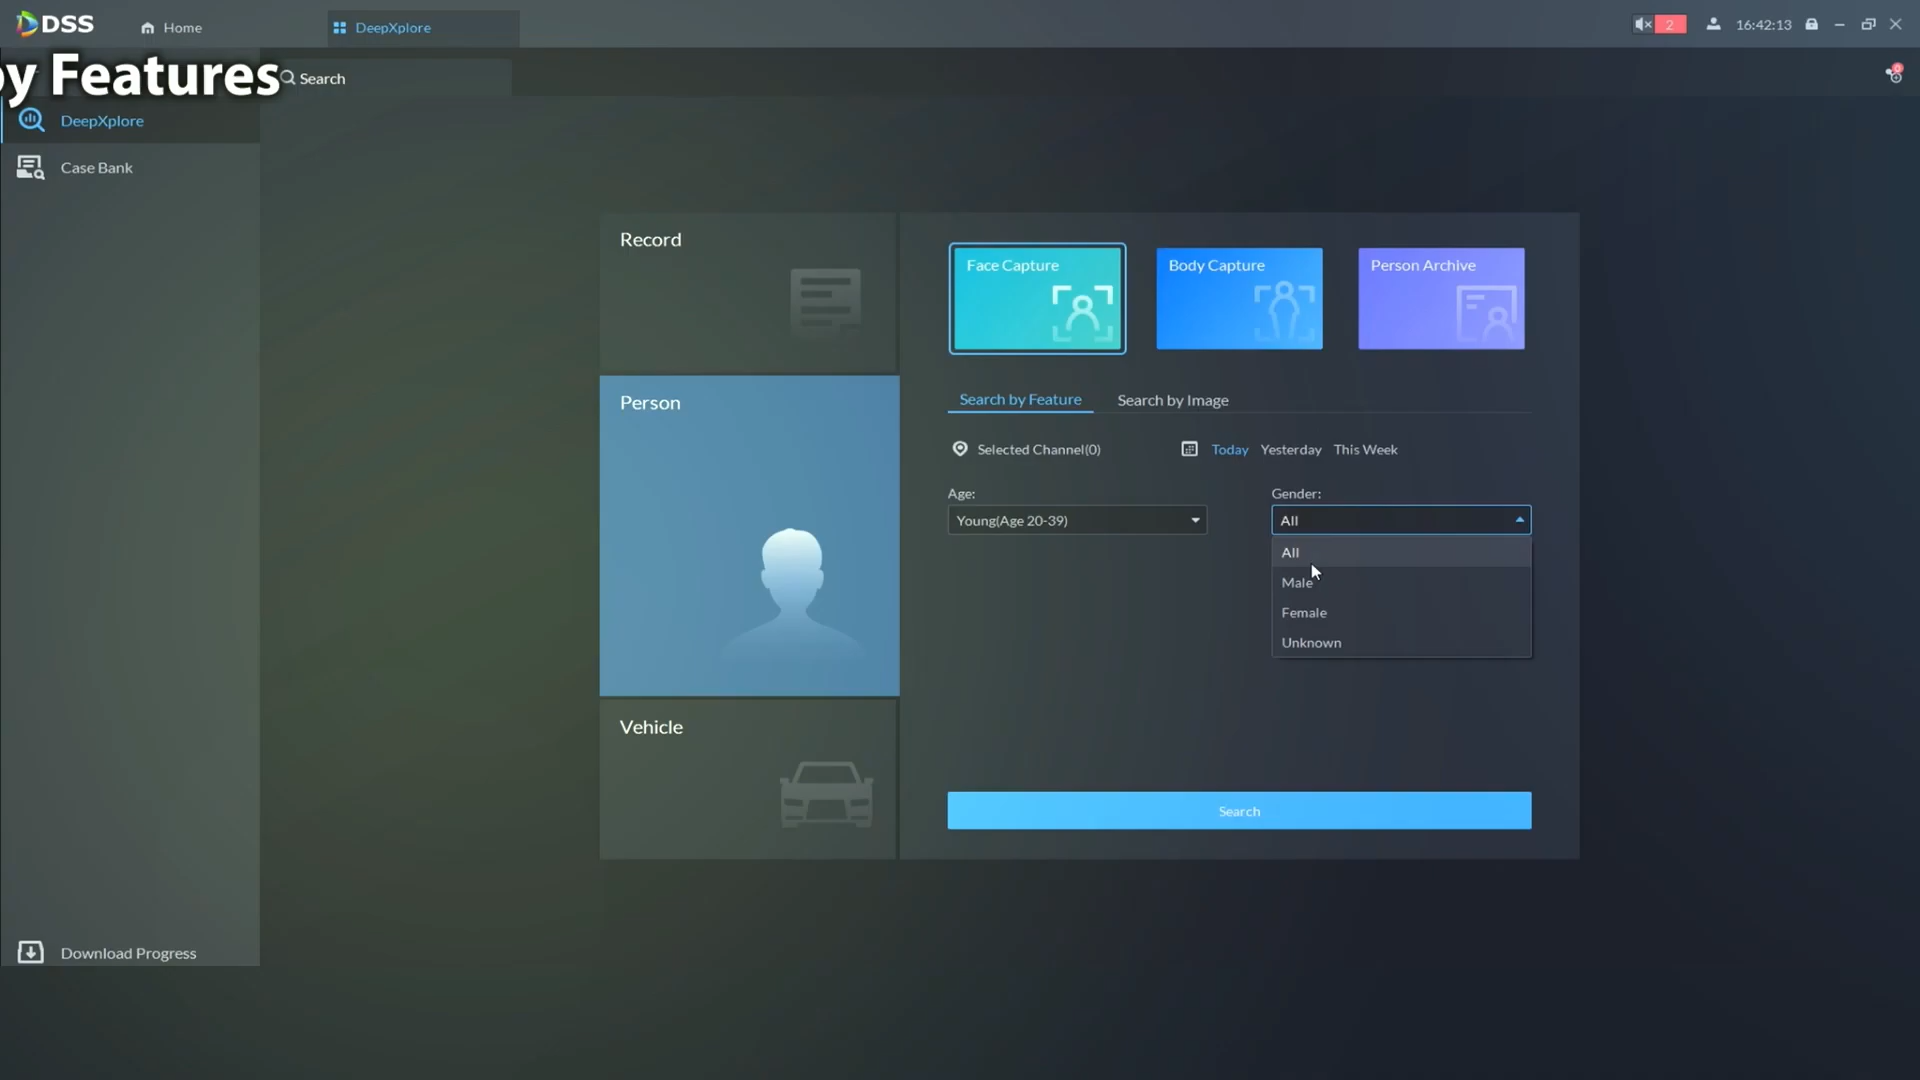 DSS
Home
DeepXplore
2
16:42:13
by Features
Search
0
DeepXplore
Case Bank
Record
Face Capture
Body Capture
Person Archive
Person
Search by Feature
Search by Image
Selected Channel(0)
Today
Yesterday
This Week
Age:
Gender:
Young(Age 20-39)
All
All
Male
Female
Unknown
Vehicle
Search
Download Progress